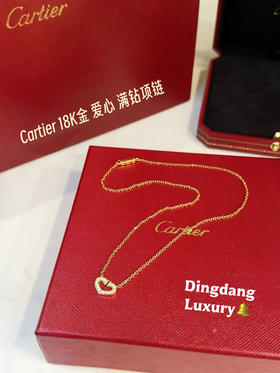 Cartier
Cartier 18K金 爱心 满钻项链
Cartier
Dingdang
Luxury🔔